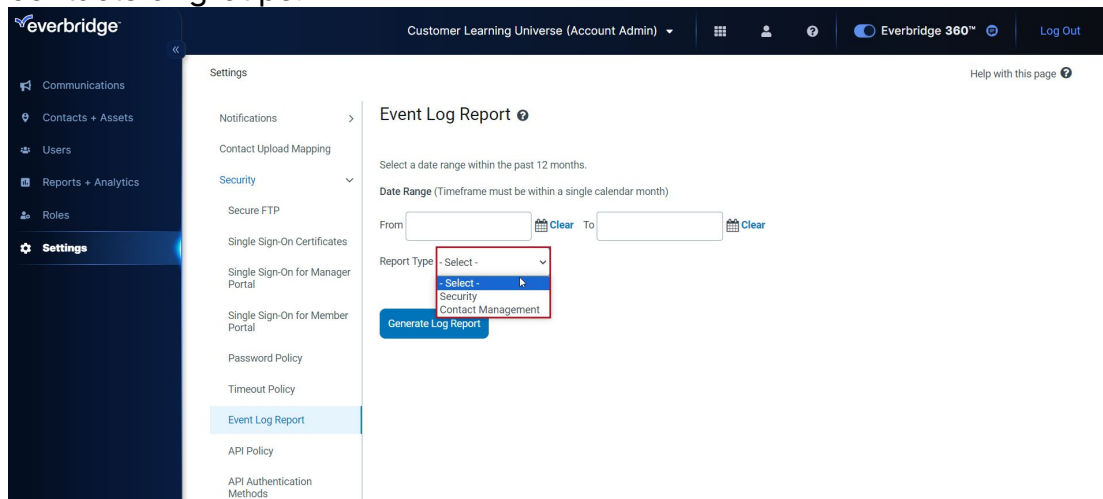 everbridge
Customer Learning Universe (Account Admin)
Everbridge 360™
Log Out
«
Communications
Contacts + Assets
Users
Reports + Analytics
Roles
Settings
Settings
Help with this page
Notifications
Contact Upload Mapping
Security
Secure FTP
Single Sign-On Certificates
Single Sign-On for Manager
Portal
Single Sign-On for Member
Portal
Password Policy
Timeout Policy
Event Log Report
API Policy
API Authentication
Methods
Event Log Report
Select a date range within the past 12 months.
Date Range (Timeframe must be within a single calendar month)
From Clear To Clear
Report Type - Select -
- Select -
Security
Contact Management
Generate Log Report